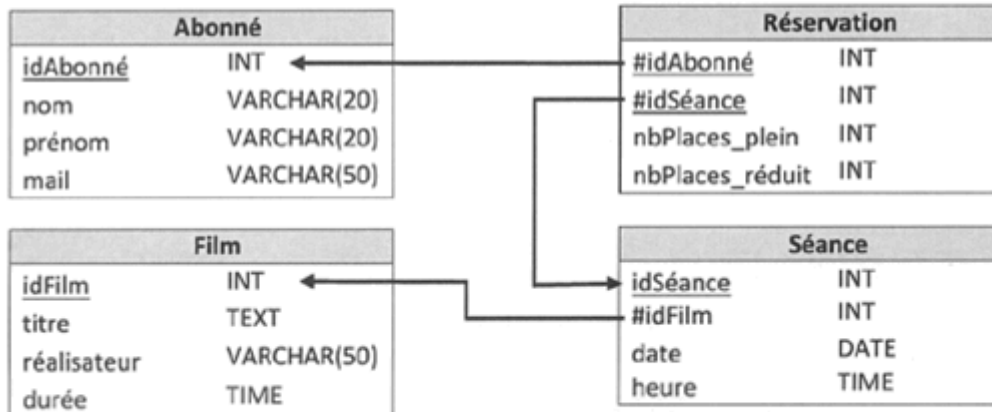 Abonné
idAbonné INT
nom VARCHAR(20)
prénom VARCHAR(20)
mail VARCHAR(50)
Réservation
#idAbonné INT
#idSéance INT
nbPlaces_plein INT
nbPlaces_réduit INT
Film
idFilm INT
titre TEXT
réalisateur VARCHAR(50)
durée TIME
Séance
idSéance INT
#idFilm INT
date DATE
heure TIME